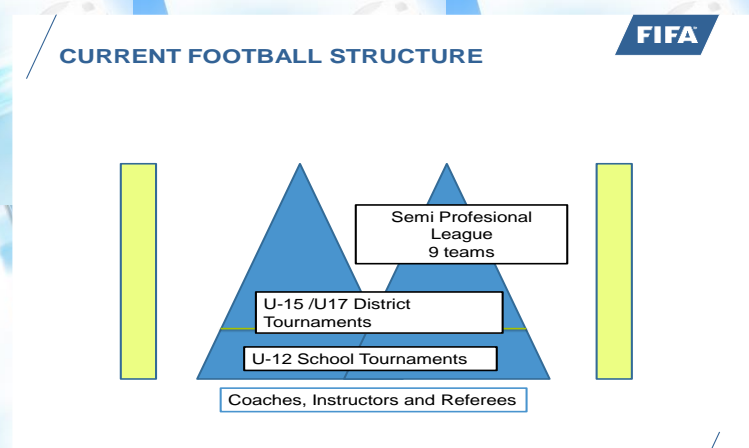 CURRENT FOOTBALL STRUCTURE
FIFA
Semi Profesional
League
9 teams
U-15 /U17 District
Tournaments
U-12 School Tournaments
Coaches, Instructors and Referees